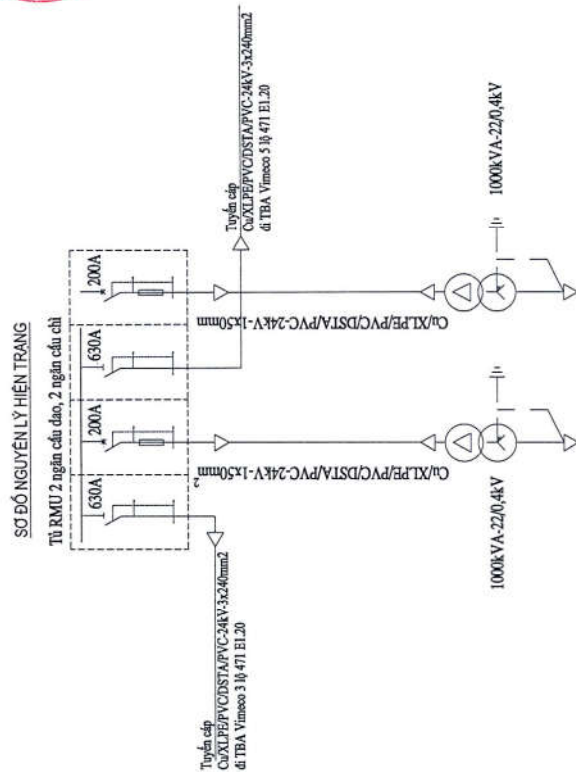 SƠ ĐỒ NGUYÊN LÝ HIỆN TRẠNG
Tủ RMU 2 ngăn cầu dao, 2 ngăn cầu chì
630A
200A
630A
200A
Tuyến cáp
Cu/XLPE/PVC/DSTA/PVC-24kV-3x240mm2
đi TBA Vimeco 3 lộ 471 E1.20
Tuyến cáp
Cu/XLPE/PVC/DSTA/PVC-24kV-3x240mm2
đi TBA Vimeco 5 lộ 471 E1.20
Cu/XLPE/PVC/DSTA/PVC-24kV-1x50mm2
Cu/XLPE/PVC/DSTA/PVC-24kV-1x50mm
1000kVA-22/0,4kV
1000kVA-22/0,4kV